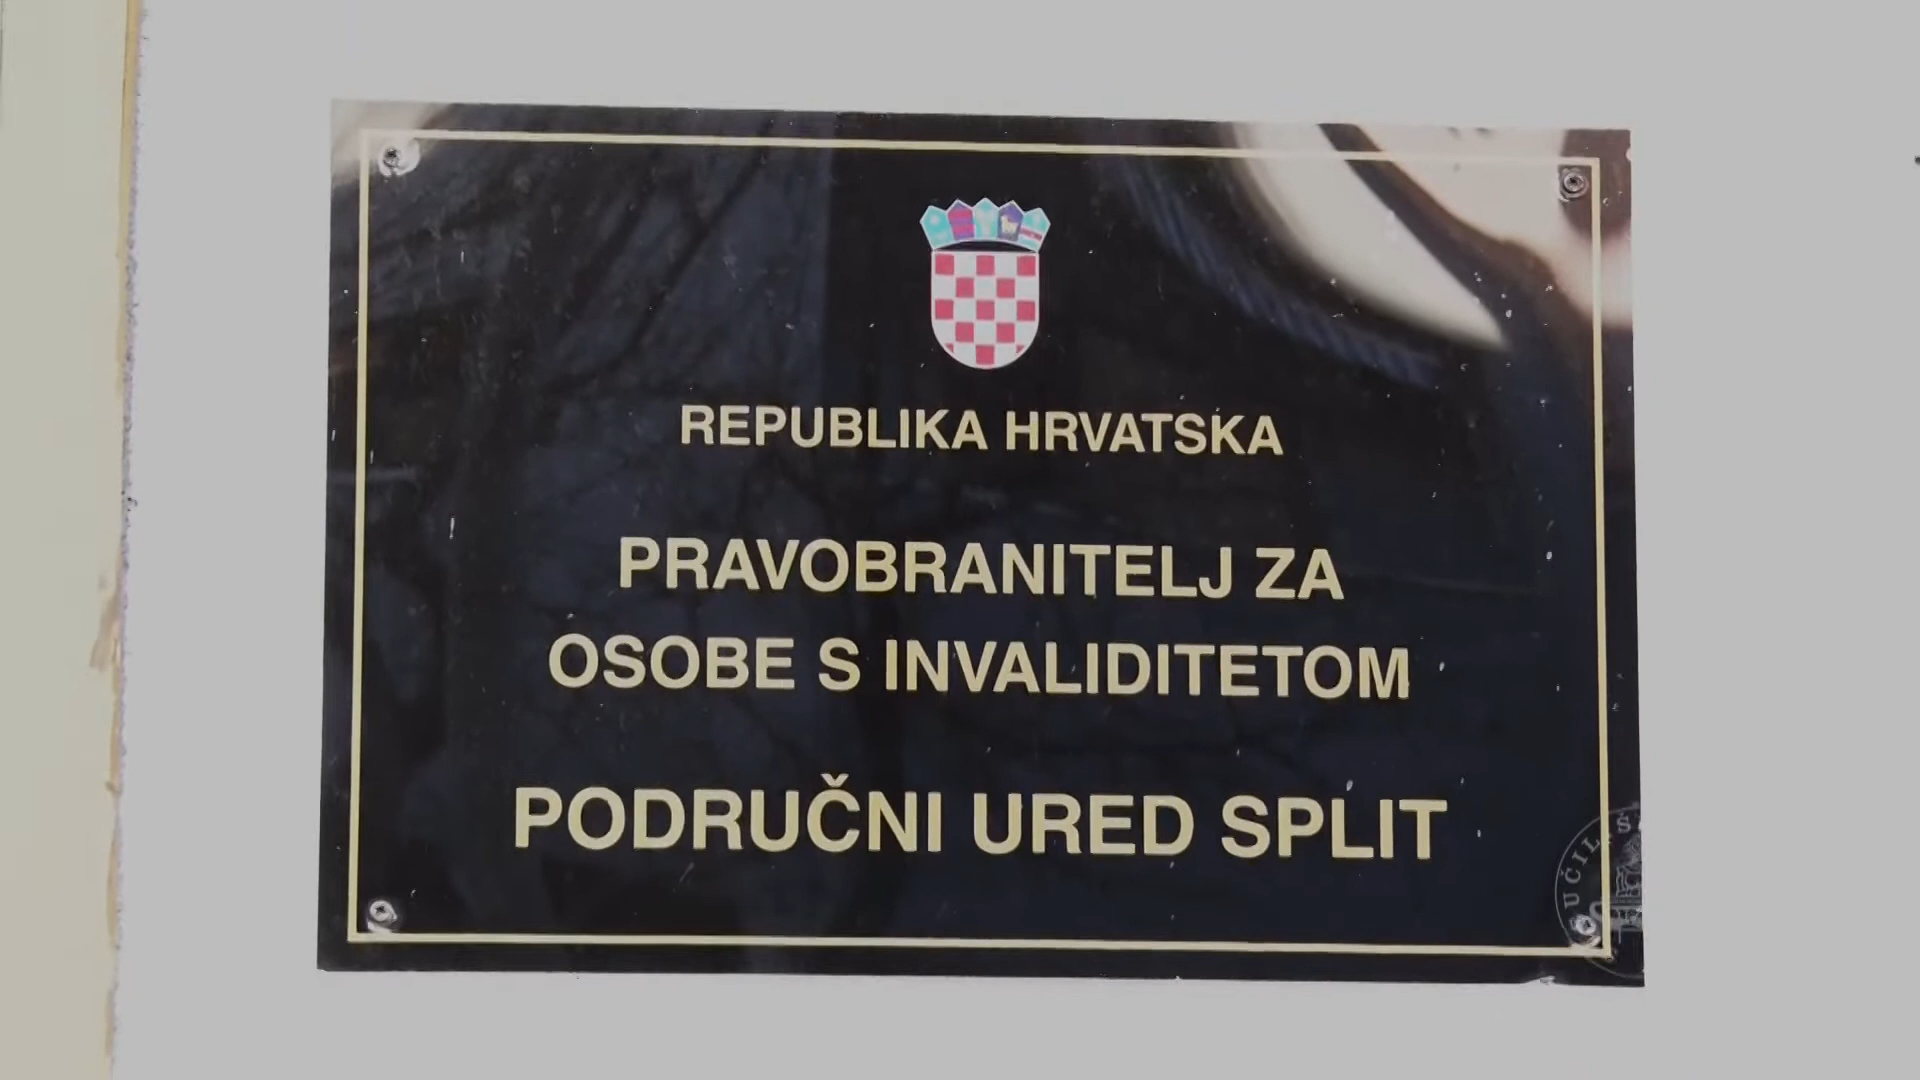 REPUBLIKA HRVATSKA
PRAVOBRANITELJ ZA
OSOBE S INVALIDITETOM
PODRUČNI URED SPLIT